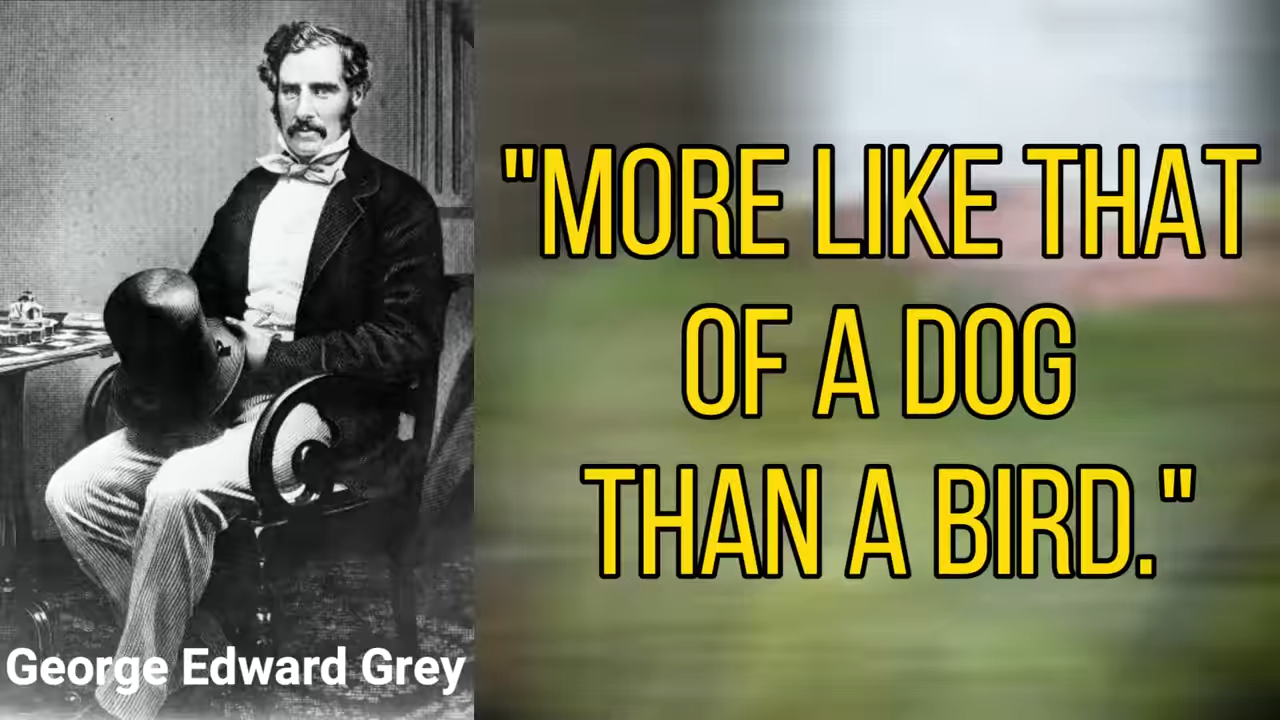 "MORE LIKE THAT
OF A DOG
THAN A BIRD."
George Edward Grey